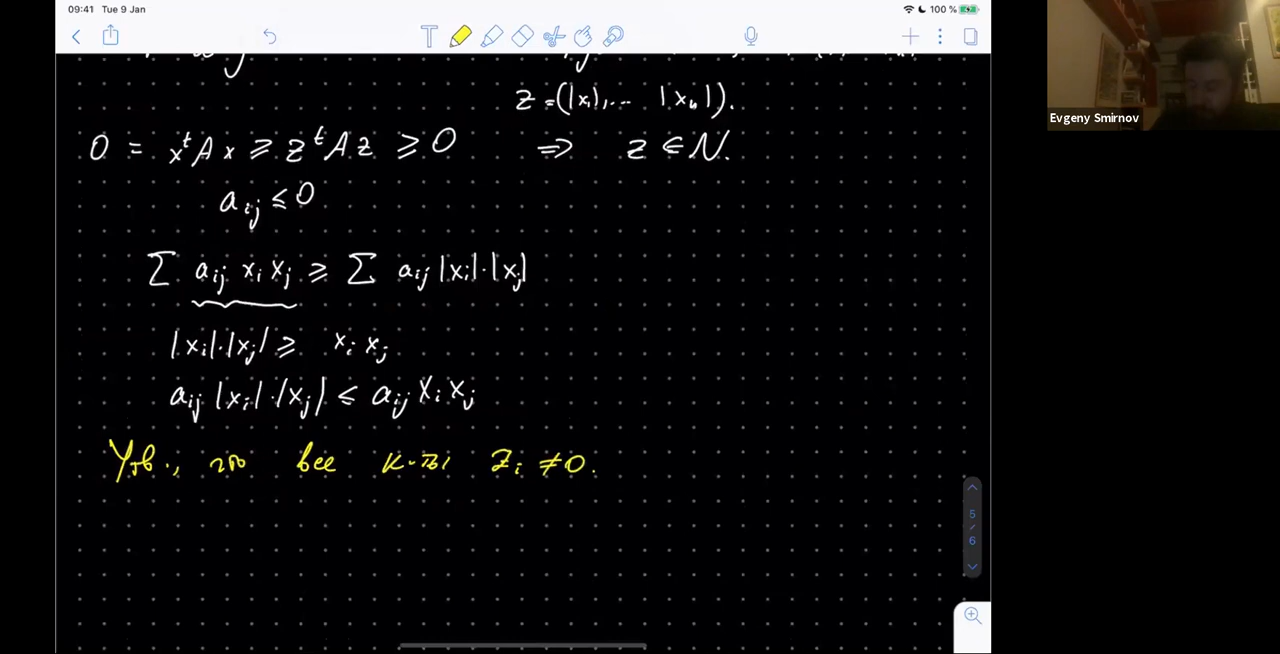 09:41 Tue 9 Jan
100 %
Evgeny Smirnov
z = (|x₁|, ... |xₙ|).
0 = xᵗAx ⩾ zᵗAz ⩾ 0 ⇒ z ∈ N.
aᵢⱼ ≤ 0
∑ aᵢⱼ xᵢ xⱼ ⩾ ∑ aᵢⱼ |xᵢ|·|xⱼ|
|xᵢ|·|xⱼ| ⩾ xᵢ xⱼ
aᵢⱼ |xᵢ|·|xⱼ| ≤ aᵢⱼ xᵢ xⱼ
Утв., что все к-ты zᵢ ≠ 0.
5
/
6